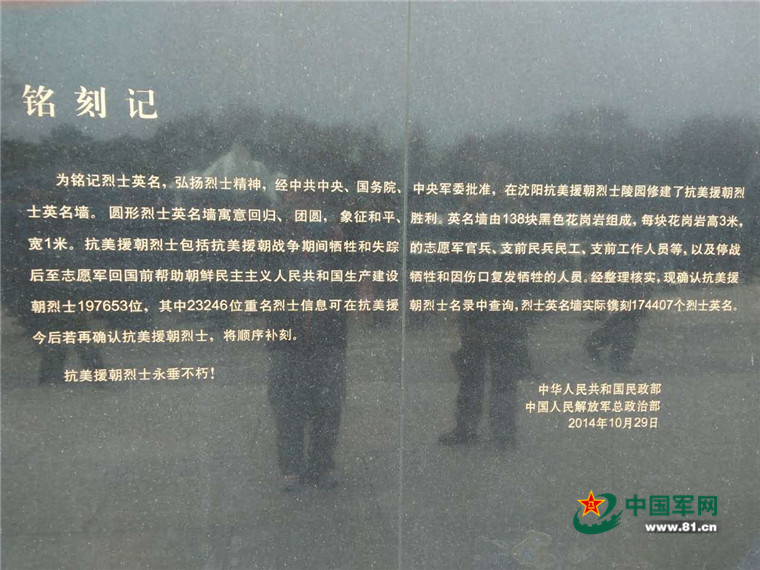 铭刻记
为铭记烈士英名，弘扬烈士精神，经中共中央、国务院、中央军委批准，在沈阳抗美援朝烈士陵园修建了抗美援朝烈
士英名墙。圆形烈士英名墙寓意回归、团圆，象征和平、胜利。英名墙由138块黑色花岗岩组成，每块花岗岩高3米，
宽1米。抗美援朝烈士包括抗美援朝战争期间牺牲和失踪的志愿军官兵、支前民兵民工、支前工作人员等，以及停战
后至志愿军回国前帮助朝鲜民主主义人民共和国生产建设牺牲和因伤口复发牺牲的人员。经整理核实，现确认抗美援
朝烈士197653位，其中23246位重名烈士信息可在抗美援朝烈士名录中查询，烈士英名墙实际镌刻174407个烈士英名。
今后若再确认抗美援朝烈士，将顺序补刻。
抗美援朝烈士永垂不朽！
中华人民共和国民政部
中国人民解放军总政治部
2014年10月29日
中国军网
www.81.cn